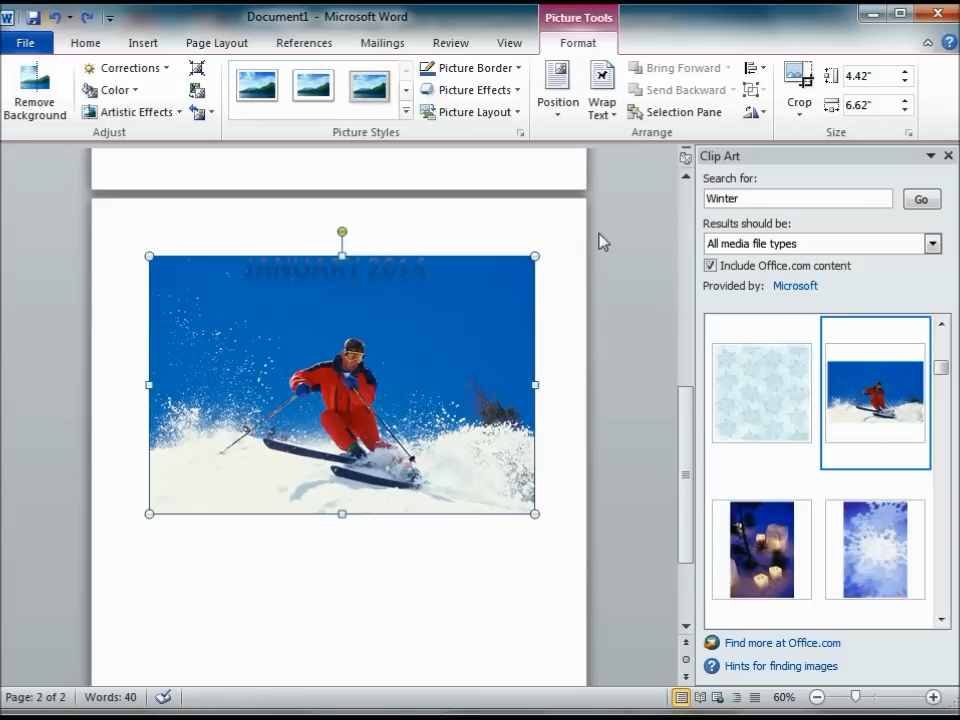 Document1 - Microsoft Word
Picture Tools
File
Home
Insert
Page Layout
References
Mailings
Review
View
Format
Remove Background
Corrections
Color
Artistic Effects
Adjust
Picture Styles
Picture Border
Picture Effects
Picture Layout
Position
Wrap Text
Bring Forward
Send Backward
Selection Pane
Arrange
Crop
4.42"
6.62"
Size
JANUARY 2014
Clip Art
Search for:
Winter
Go
Results should be:
All media file types
Include Office.com content
Provided by: Microsoft
Find more at Office.com
Hints for finding images
Page: 2 of 2
Words: 40
60%